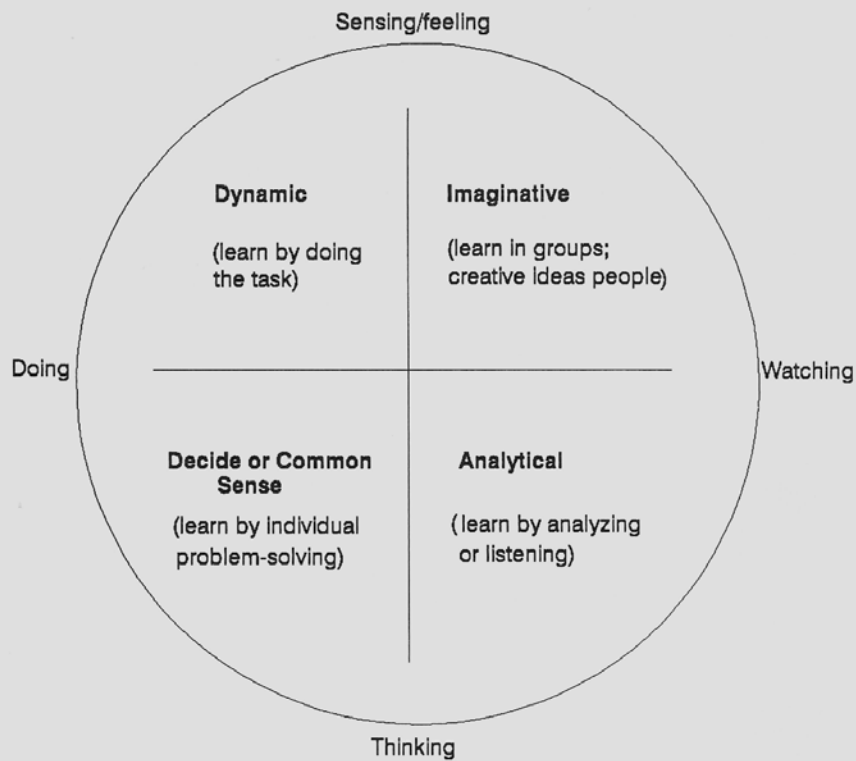 Sensing/feeling
Dynamic
(learn by doing
the task)
Imaginative
(learn in groups;
creative ideas people)
Doing
Watching
Decide or Common
Sense
(learn by individual
problem-solving)
Analytical
( learn by analyzing
or listening)
Thinking